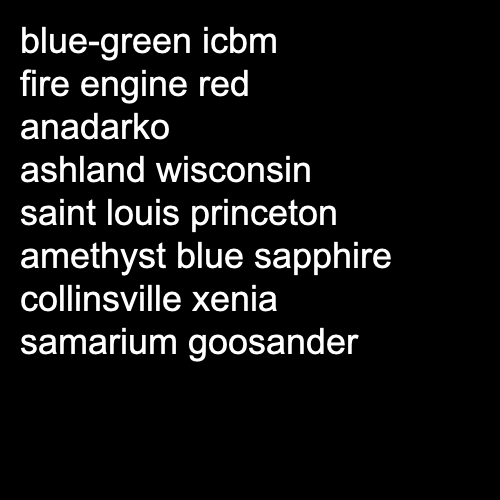 blue-green icbm
fire engine red
anadarko
ashland wisconsin
saint louis princeton
amethyst blue sapphire
collinsville xenia
samarium goosander